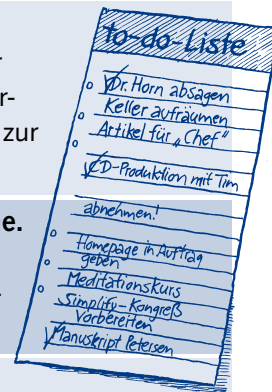 to-do-Liste
r-
zur
e.
Dr. Horn absagen
Keller aufräumen
Artikel für „Chef“
CD-Produktion mit Tim
abnehmen!
Homepage in Auftrag
geben
Meditationskurs
Simplify-Kongreß
vorbereiten
Manuskript Petersen